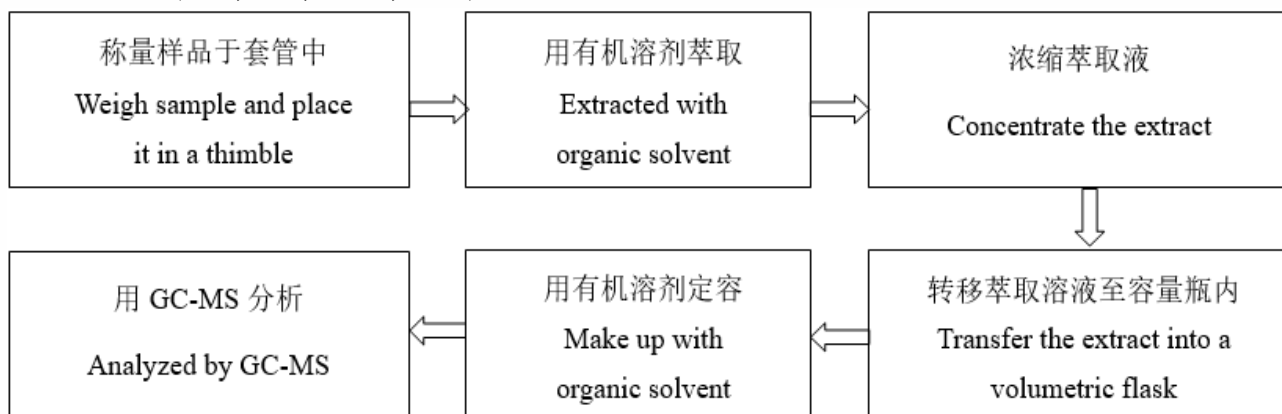 称量样品于套管中
Weigh sample and place
it in a thimble
用有机溶剂萃取
Extracted with
organic solvent
浓缩萃取液
Concentrate the extract
转移萃取溶液至容量瓶内
Transfer the extract into a
volumetric flask
用有机溶剂定容
Make up with
organic solvent
用 GC-MS 分析
Analyzed by GC-MS